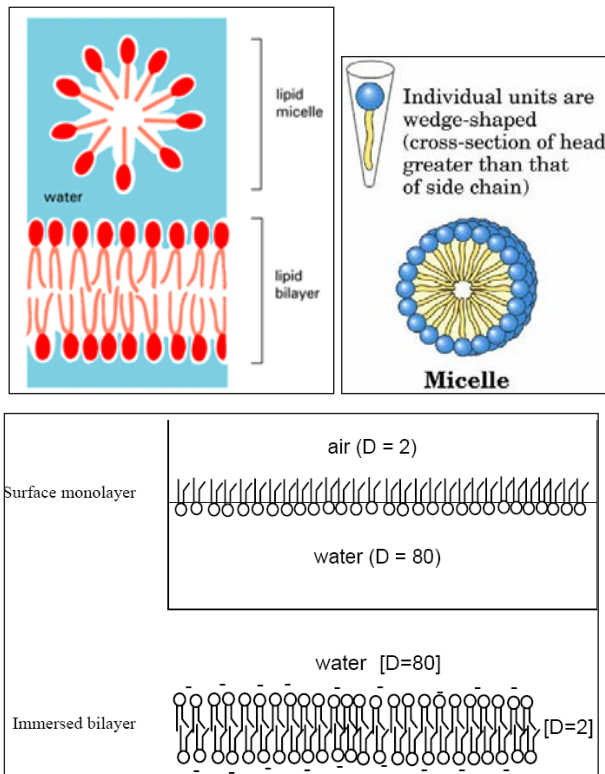 lipid
micelle
water
lipid
bilayer
Individual units are
wedge-shaped
(cross-section of head
greater than that
of side chain)
Micelle
air (D = 2)
Surface monolayer
water (D = 80)
water [D=80]
Immersed bilayer
[D=2]